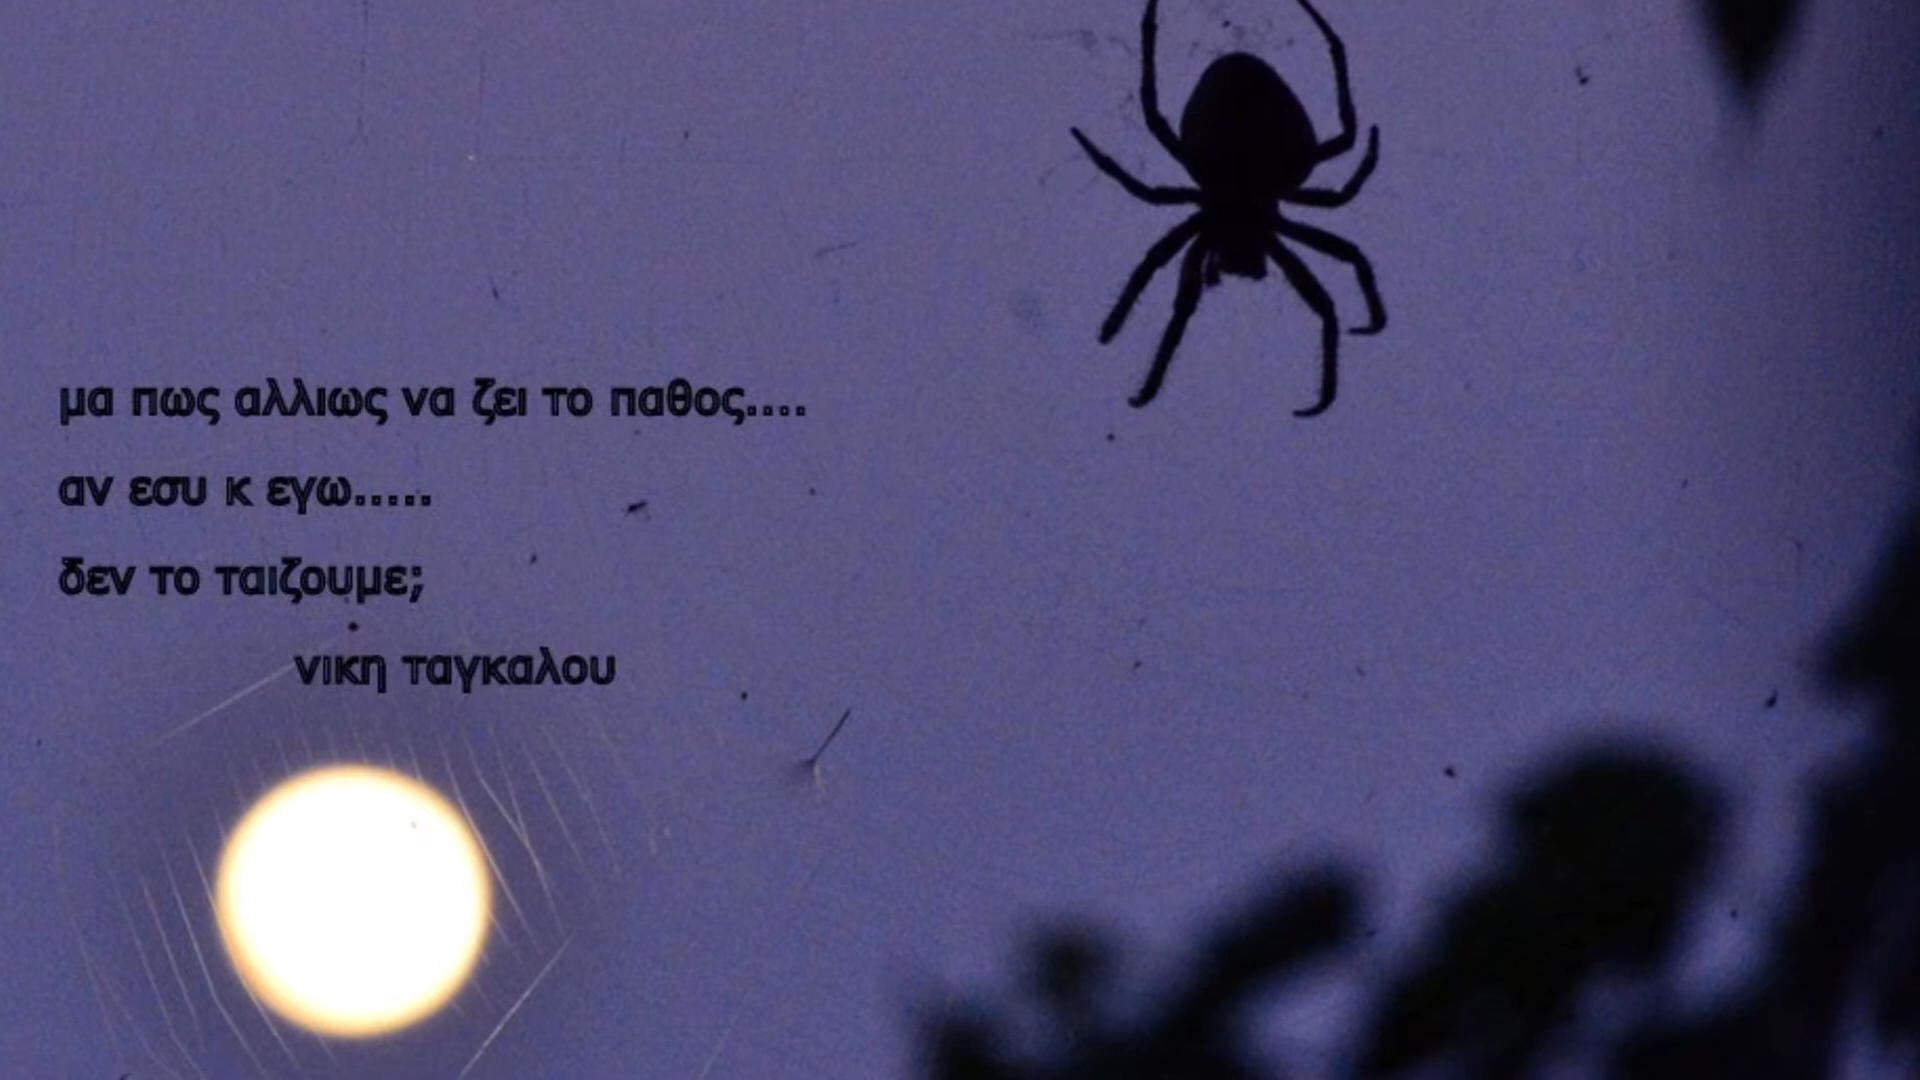 μα πως αλλιως να ζει το παθος....
αν εσυ κ εγω.....
δεν το ταιζουμε;
νικη ταγκαλου